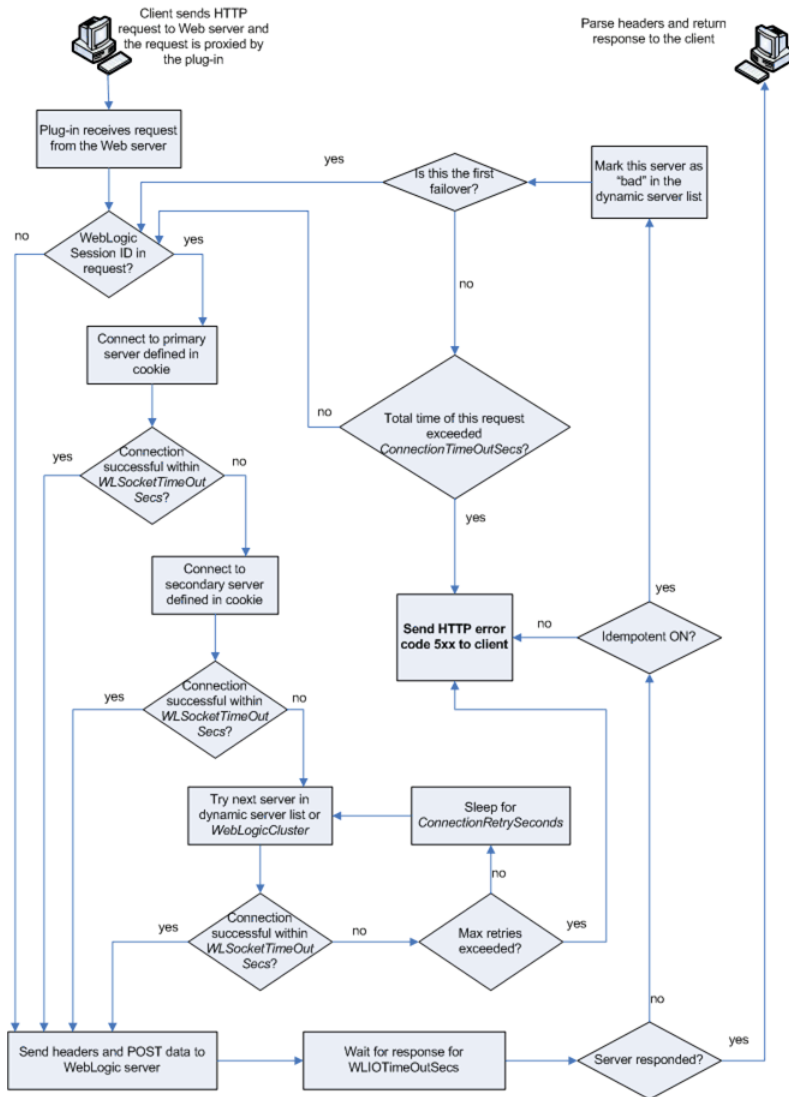 Client sends HTTP
request to Web server and
the request is proxied by
the plug-in
Parse headers and return
response to the client
Plug-in receives request
from the Web server
yes
Is this the first
failover?
Mark this server as
"bad" in the
dynamic server list
no
WebLogic
Session ID in
request?
yes
no
Connect to primary
server defined in
cookie
no
Total time of this request
exceeded
ConnectionTimeOutSecs?
yes
Connection
successful within
WLSocketTimeOut
Secs?
no
yes
Connect to
secondary server
defined in cookie
yes
Send HTTP error
code 5xx to client
no
Idempotent ON?
yes
Connection
successful within
WLSocketTimeOut
Secs?
no
Try next server in
dynamic server list or
WebLogicCluster
Sleep for
ConnectionRetrySeconds
no
yes
Connection
successful within
WLSocketTimeOut
Secs?
no
Max retries
exceeded?
yes
no
Send headers and POST data to
WebLogic server
Wait for response for
WLIOTimeOutSecs
Server responded?
yes